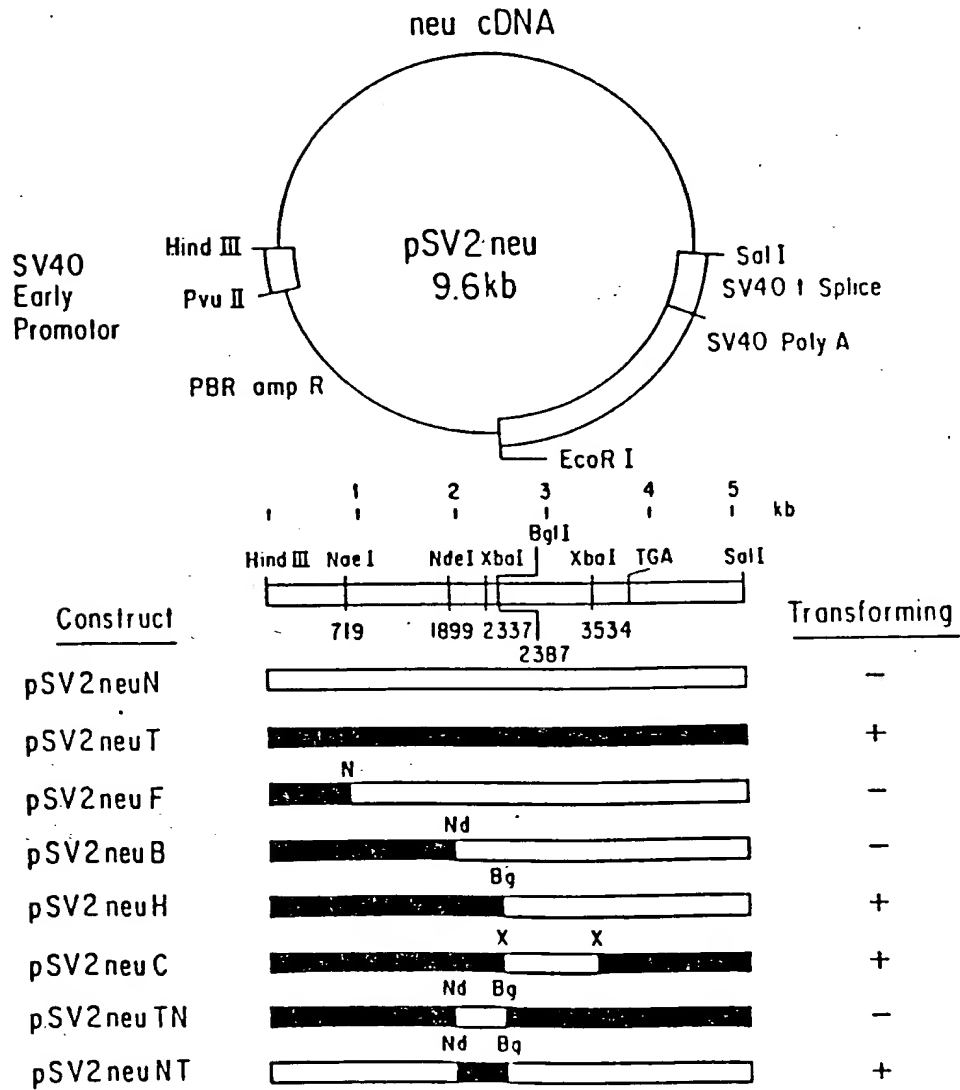 neu cDNA
pSV2 neu
9.6kb
Hind III
Pvu II
SV40
Early
Promotor
PBR amp R
Sal I
SV40 t Splice
SV40 Poly A
EcoR I
1 2 3 4 5 kb
BglI
Hind III NaeI NdeI XbaI XbaI TGA SalI
719 1899 2337 3534
2387
Construct Transforming
pSV2neuN −
pSV2neuT +
N
pSV2neuF −
Nd
pSV2neuB −
Bg
pSV2neuH +
X X
pSV2neuC +
Nd Bg
pSV2neuTN −
Nd Bg
pSV2neuNT +